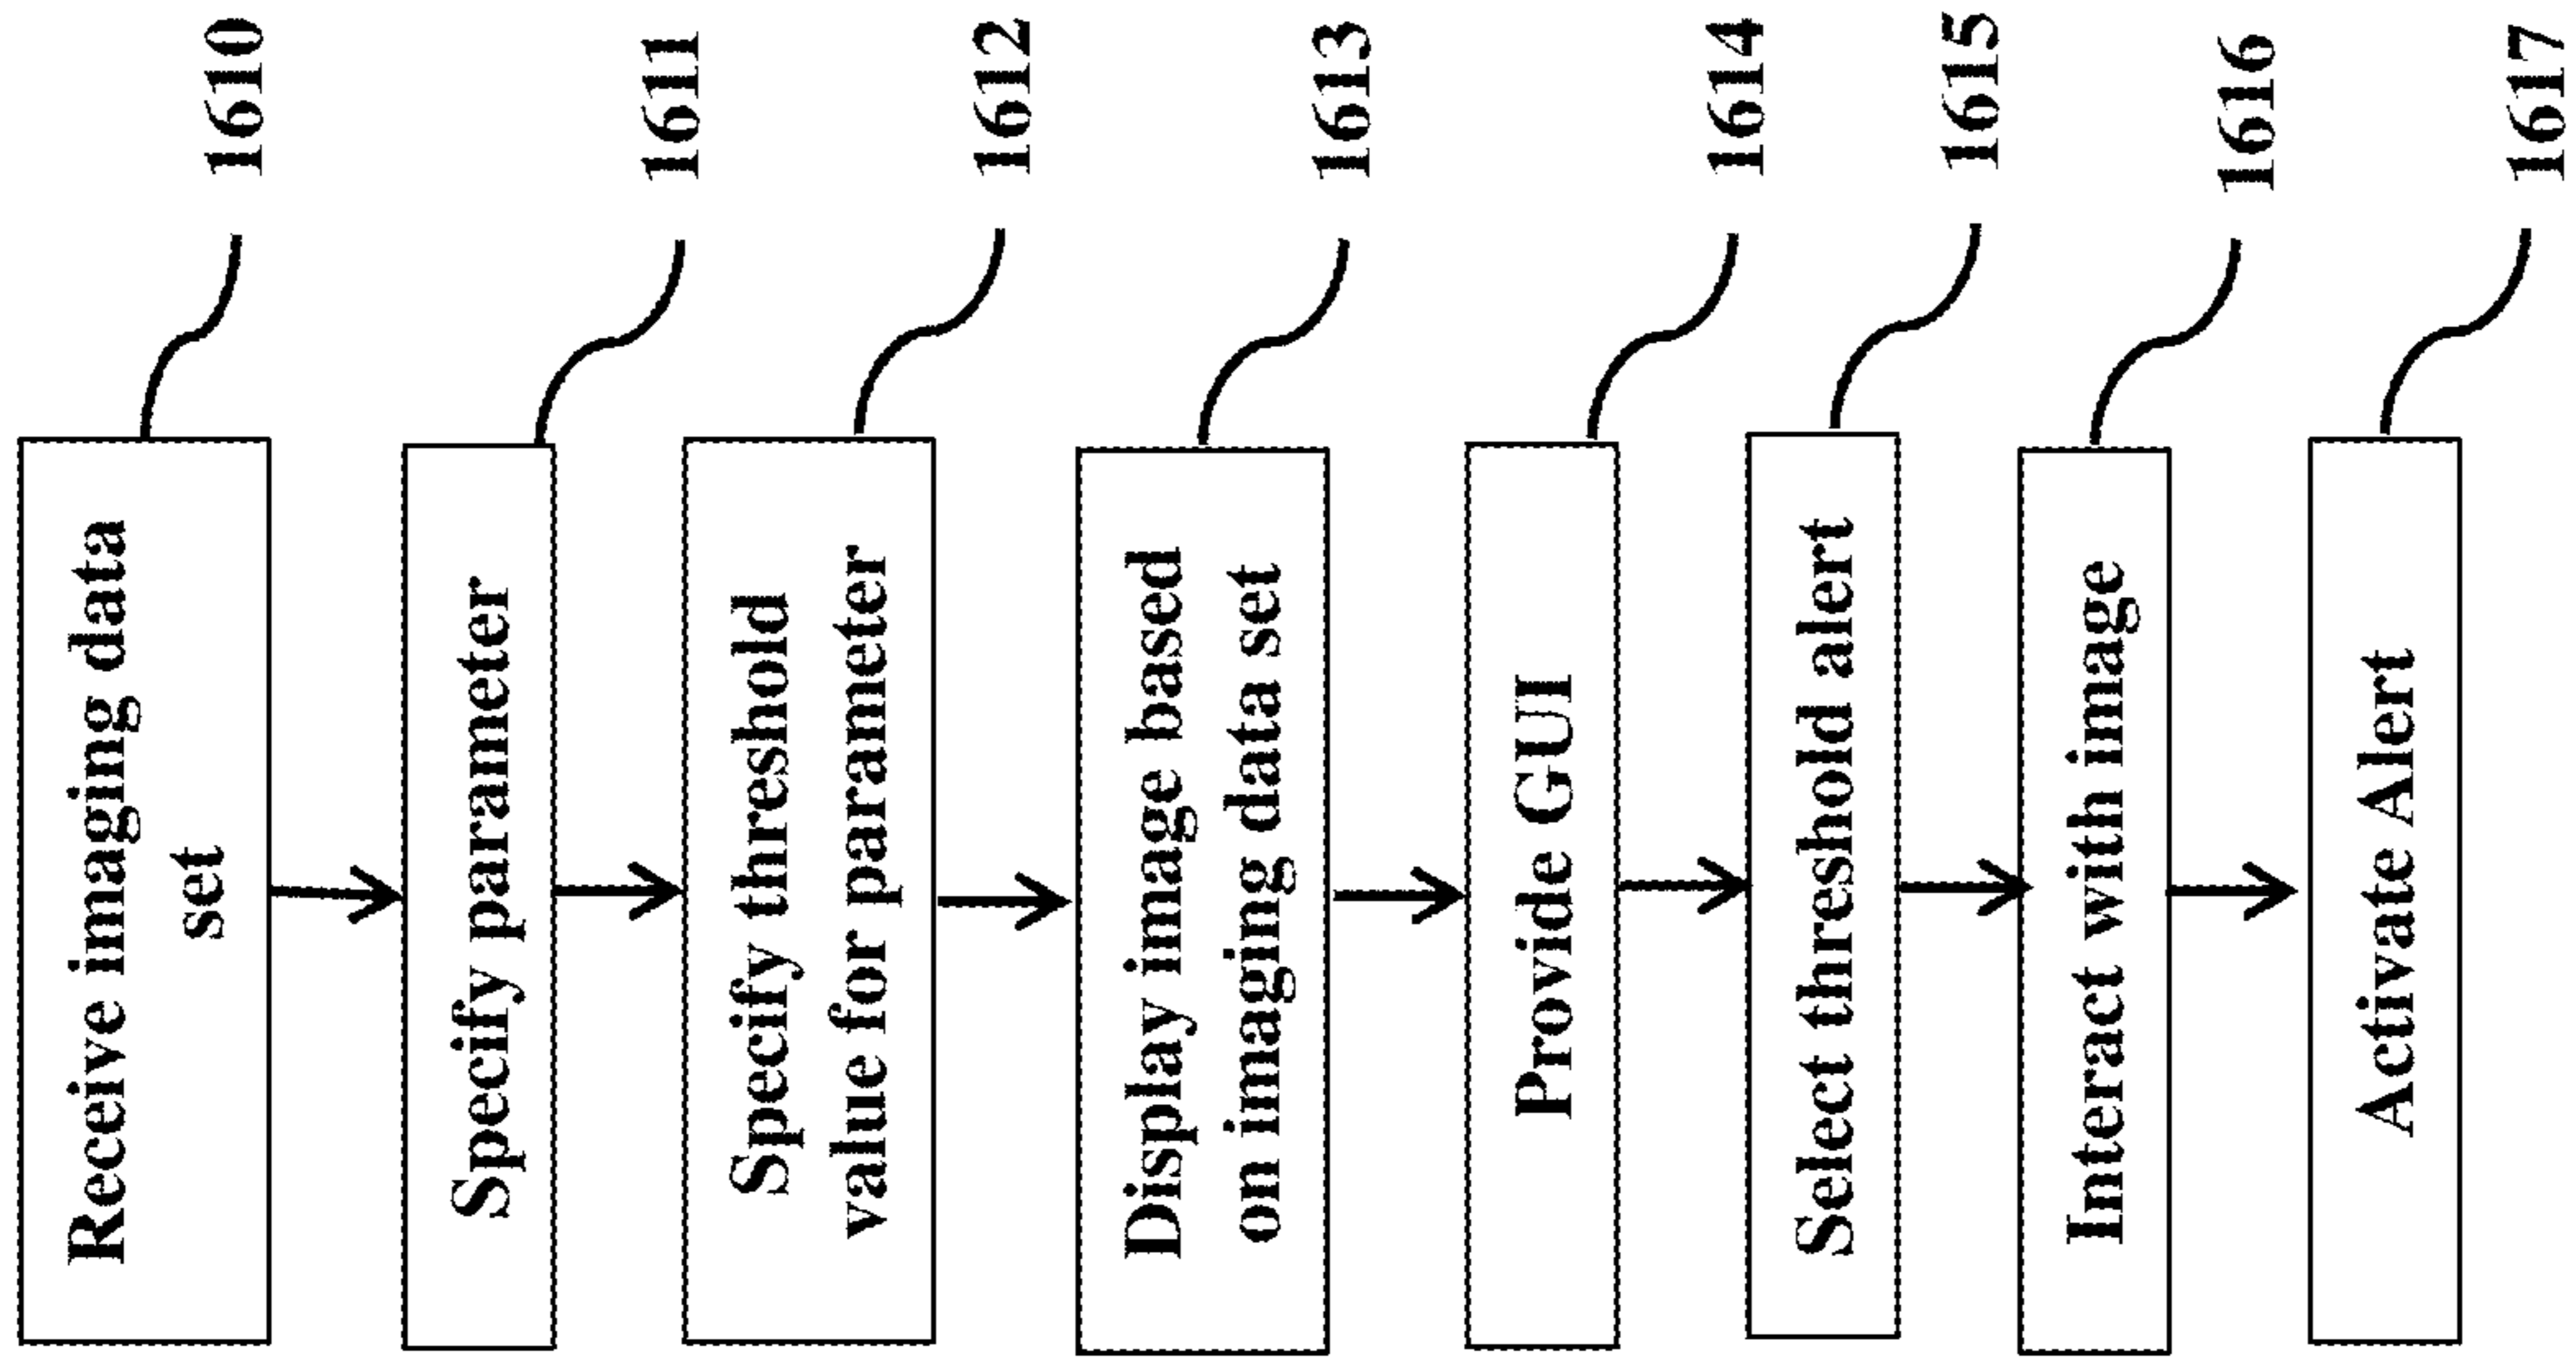 Receive imaging data
set
1610
Specify parameter
1611
Specify threshold
value for parameter
1612
Display image based
on imaging data set
1613
Provide GUI
1614
Select threshold alert
1615
Interact with image
1616
Activate Alert
1617